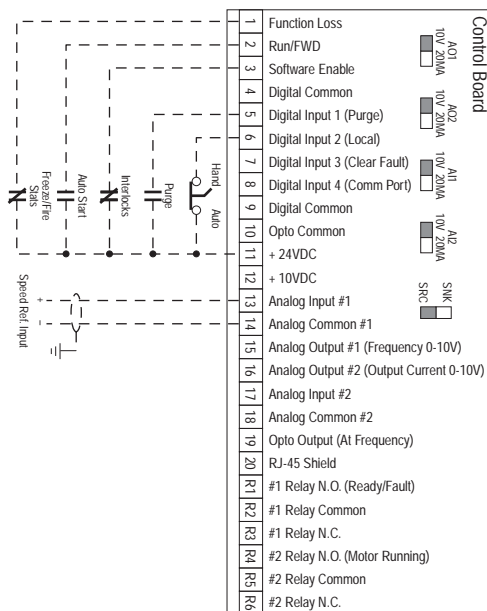 Control Board
1 Function Loss
2 Run/FWD
3 Software Enable
4 Digital Common
5 Digital Input 1 (Purge)
6 Digital Input 2 (Local)
7 Digital Input 3 (Clear Fault)
8 Digital Input 4 (Comm Port)
9 Digital Common
10 Opto Common
11 + 24VDC
12 + 10VDC
13 Analog Input #1
14 Analog Common #1
15 Analog Output #1 (Frequency 0-10V)
16 Analog Output #2 (Output Current 0-10V)
17 Analog Input #2
18 Analog Common #2
19 Opto Output (At Frequency)
20 RJ-45 Shield
R1 #1 Relay N.O. (Ready/Fault)
R2 #1 Relay Common
R3 #1 Relay N.C.
R4 #2 Relay N.O. (Motor Running)
R5 #2 Relay Common
R6 #2 Relay N.C.
AO1
10V 20MA
AO2
10V 20MA
AI1
10V 20MA
AI2
10V 20MA
SNK
SRC
Freeze/Fire
Stats
Auto Start
Interlocks
Purge
Hand
Auto
Speed Ref. Input
+
-